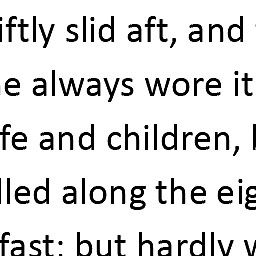 iftly slid aft, and
e always wore it
fe and children,
lled along the eig
fast; but hardly